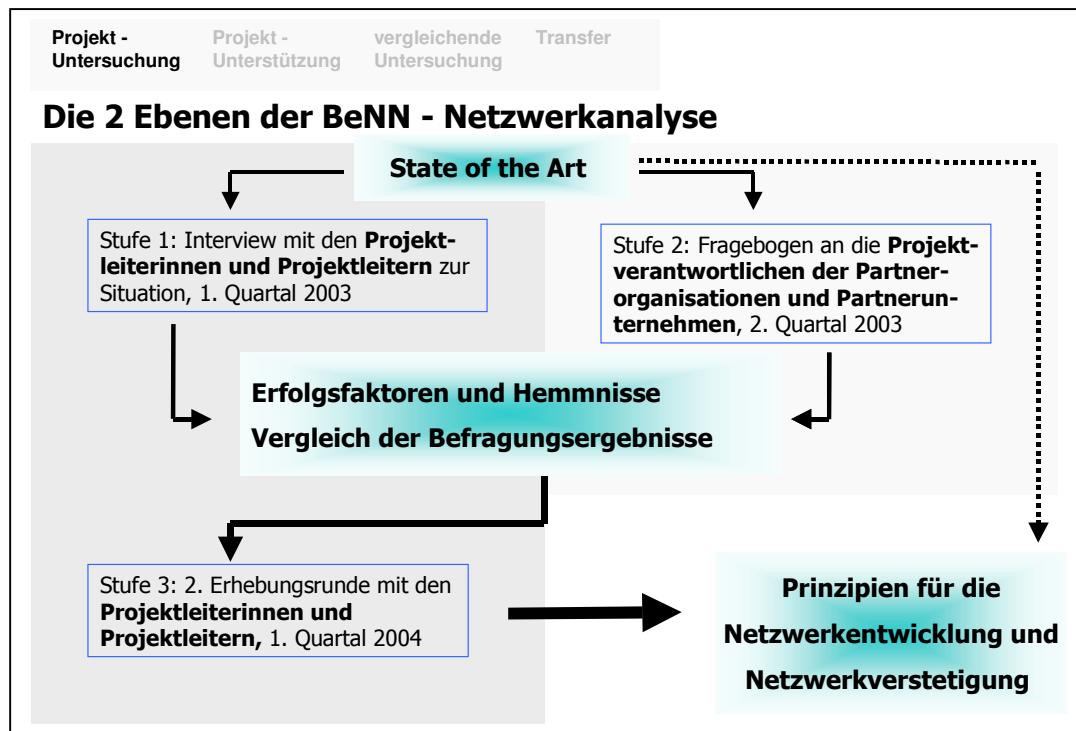 Projekt -
Untersuchung
Projekt -
Unterstützung
vergleichende
Untersuchung
Transfer
Die 2 Ebenen der BeNN - Netzwerkanalyse
State of the Art
Stufe 1: Interview mit den Projekt-
leiterinnen und Projektleitern zur
Situation, 1. Quartal 2003
Stufe 2: Fragebogen an die Projekt-
verantwortlichen der Partner-
organisationen und Partnerun-
ternehmen, 2. Quartal 2003
Erfolgsfaktoren und Hemmnisse
Vergleich der Befragungsergebnisse
Stufe 3: 2. Erhebungsrunde mit den
Projektleiterinnen und
Projektleitern, 1. Quartal 2004
Prinzipien für die
Netzwerkentwicklung und
Netzwerkverstetigung